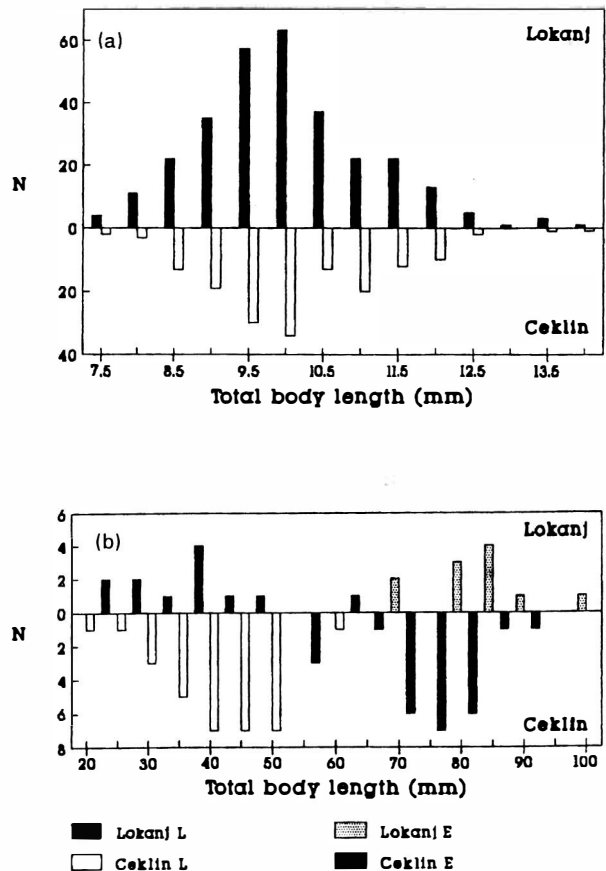 (a)
Lokanj
60
40
20
N
0
20
Ceklin
40
7.5 8.5 9.5 10.5 11.5 12.5 13.5
Total body length (mm)
(b)
Lokanj
6
4
2
N
0
2
4
6
Ceklin
8
20 30 40 50 60 70 80 90 100
Total body length (mm)
Lokanj L Lokanj E
Ceklin L Ceklin E